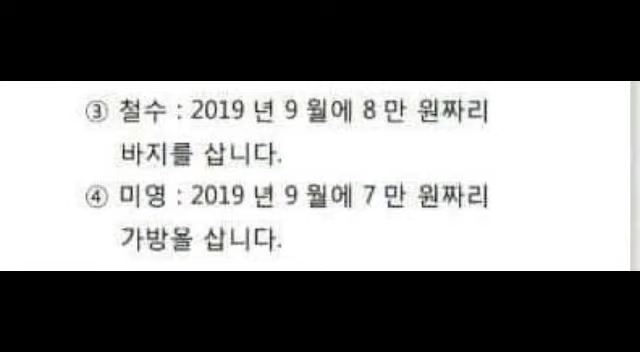 ③ 철수 : 2019 년 9 월에 8 만 원짜리
바지를 삽니다.
④ 미영 : 2019 년 9 월에 7 만 원짜리
가방올 삽니다.